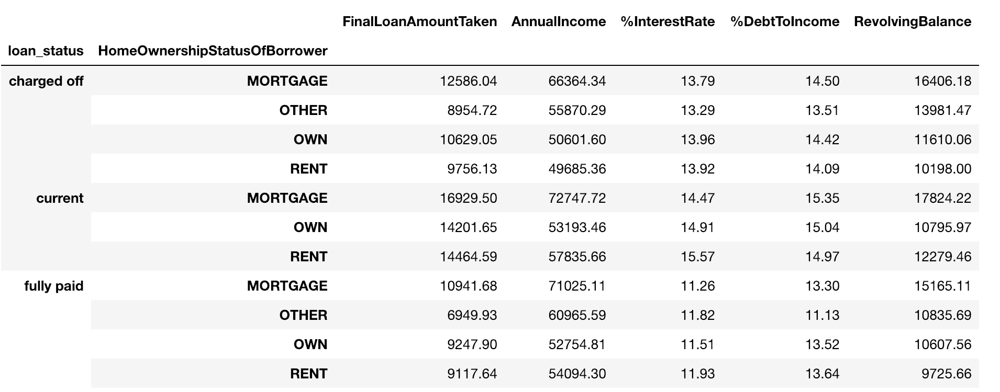 FinalLoanAmountTaken AnnualIncome %InterestRate %DebtToIncome RevolvingBalance
loan_status HomeOwnershipStatusOfBorrower
charged off MORTGAGE 12586.04 66364.34 13.79 14.50 16406.18
OTHER 8954.72 55870.29 13.29 13.51 13981.47
OWN 10629.05 50601.60 13.96 14.42 11610.06
RENT 9756.13 49685.36 13.92 14.09 10198.00
current MORTGAGE 16929.50 72747.72 14.47 15.35 17824.22
OWN 14201.65 53193.46 14.91 15.04 10795.97
RENT 14464.59 57835.66 15.57 14.97 12279.46
fully paid MORTGAGE 10941.68 71025.11 11.26 13.30 15165.11
OTHER 6949.93 60965.59 11.82 11.13 10835.69
OWN 9247.90 52754.81 11.51 13.52 10607.56
RENT 9117.64 54094.30 11.93 13.64 9725.66